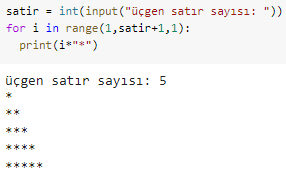 satir = int(input("üçgen satır sayısı: "))
for i in range(1,satir+1,1):
  print(i*"*")
üçgen satır sayısı: 5
*
**
***
****
*****